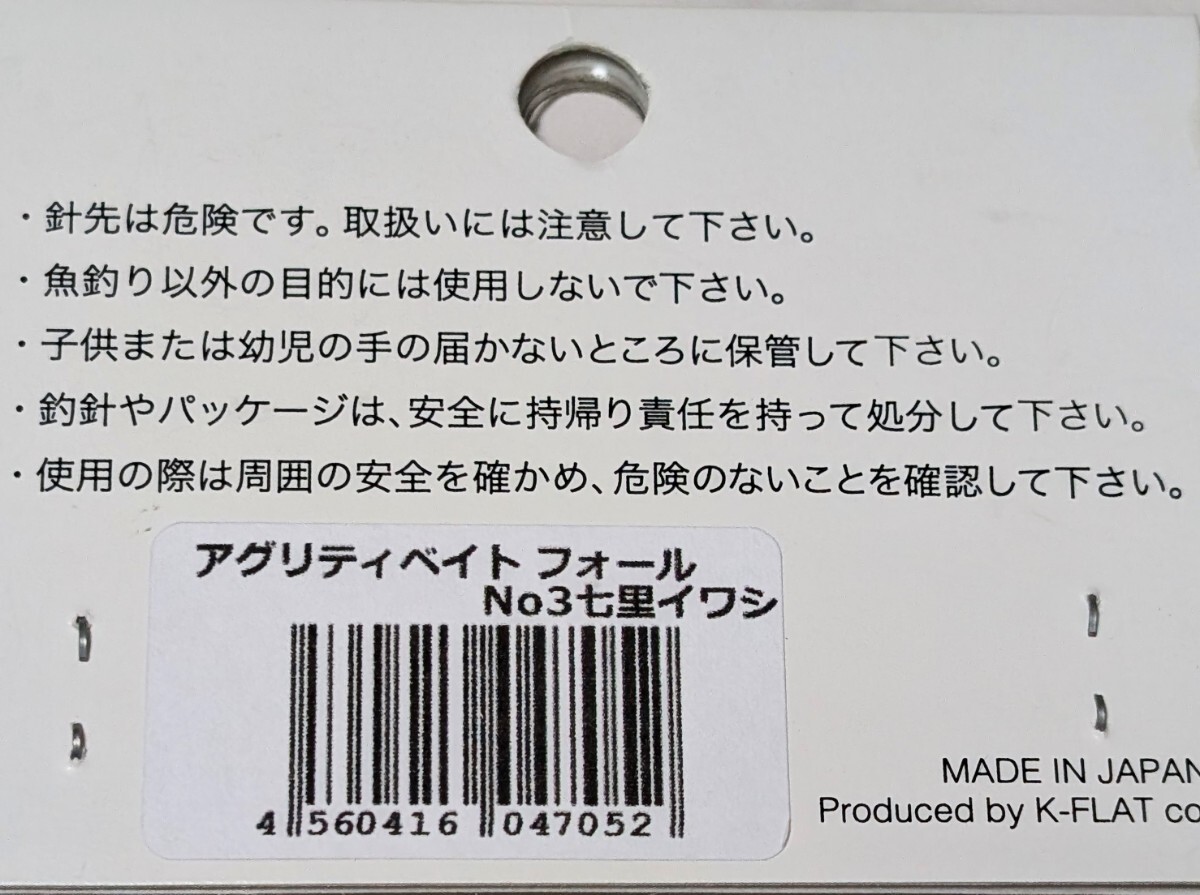 ・針先は危険です。取扱いには注意して下さい。
・魚釣り以外の目的には使用しないで下さい。
・子供または幼児の手の届かないところに保管して下さい。
・釣針やパッケージは、安全に持帰り責任を持って処分して下さい。
・使用の際は周囲の安全を確かめ、危険のないことを確認して下さい。
アグリティベイト フォール
No3七里イワシ
4 560416 047052
MADE IN JAPAN
Produced by K-FLAT co